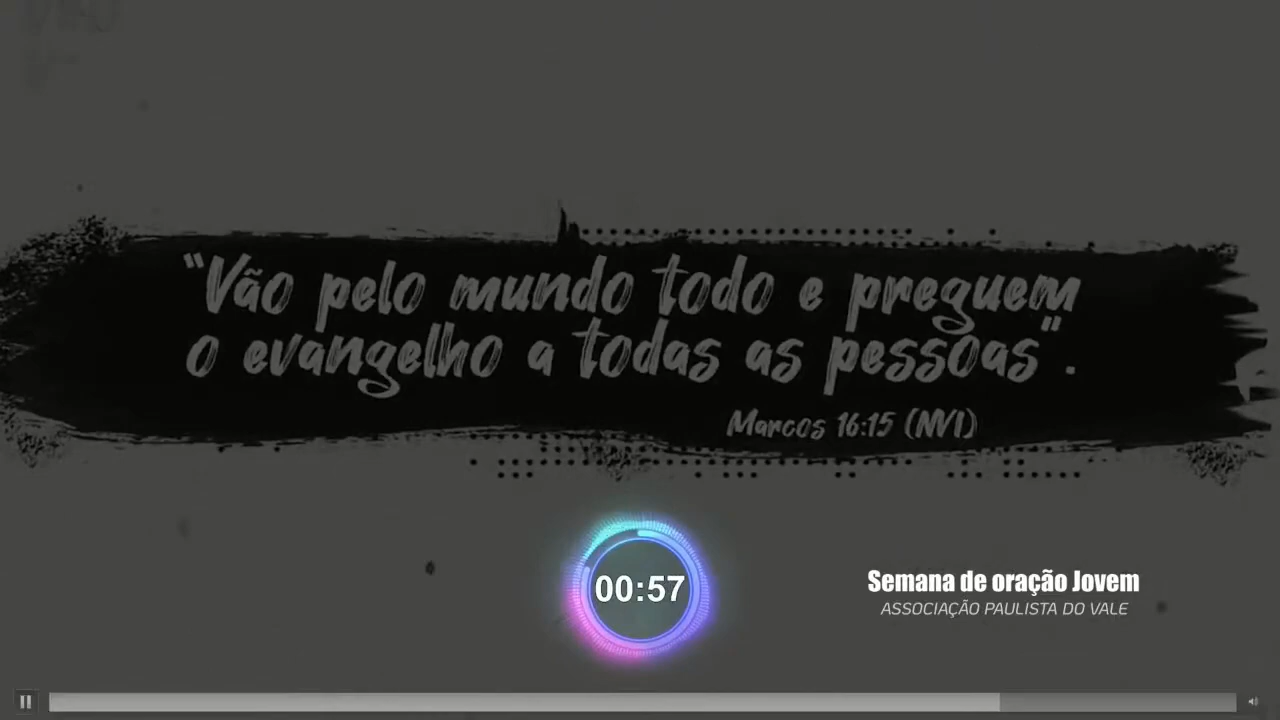 "Vão pelo mundo todo e preguem
o evangelho a todas as pessoas".
Marcos 16:15 (NVI)
00:57
Semana de oração Jovem
ASSOCIAÇÃO PAULISTA DO VALE